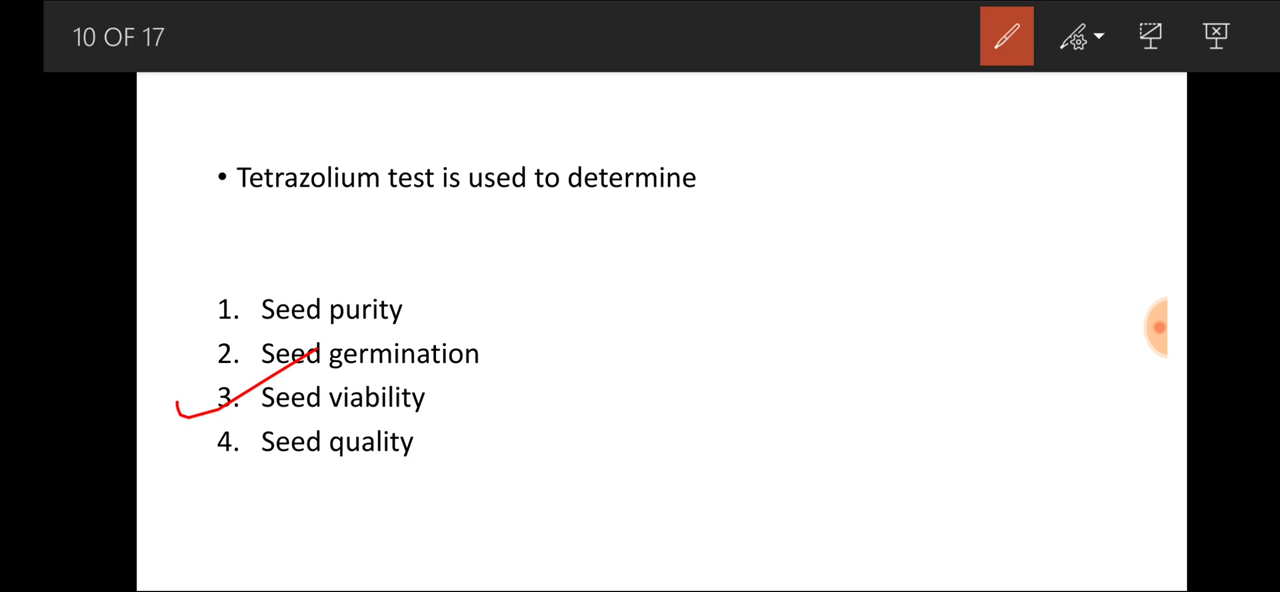 10 OF 17
• Tetrazolium test is used to determine
1. Seed purity
2. Seed germination
3. Seed viability
4. Seed quality